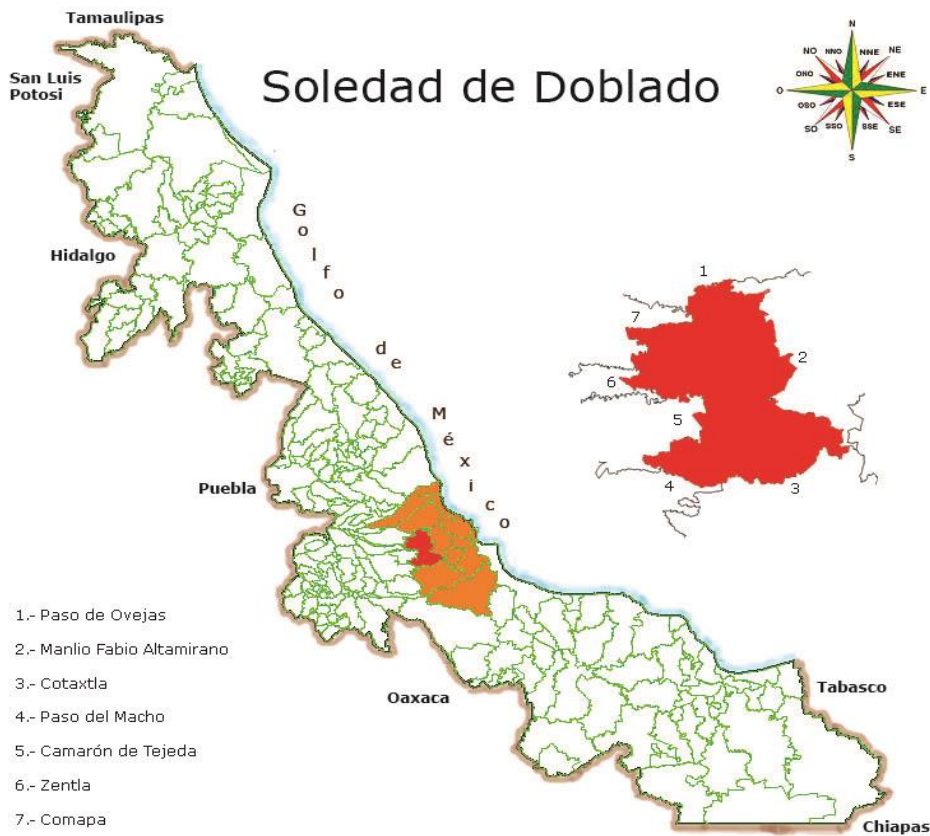 Tamaulipas
San Luis
Potosi
Soledad de Doblado
N
NNO
NNE
NO
NE
ONO
ENE
O
E
OSO
ESE
SO
SSO
SSE
SE
S
Hidalgo
Golfo de México
Puebla
1
7
2
6
5
4
3
1.- Paso de Ovejas
2.- Manlio Fabio Altamirano
3.- Cotaxtla
4.- Paso del Macho
5.- Camarón de Tejeda
6.- Zentla
7.- Comapa
Oaxaca
Tabasco
Chiapas